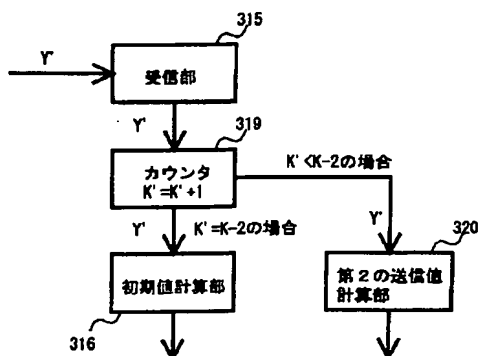 315
Y'
受信部
Y'
319
カウンタ
K'=K'+1
K'<K-2の場合
Y'
K'=K-2の場合
Y'
320
初期値計算部
第2の送信値
計算部
316